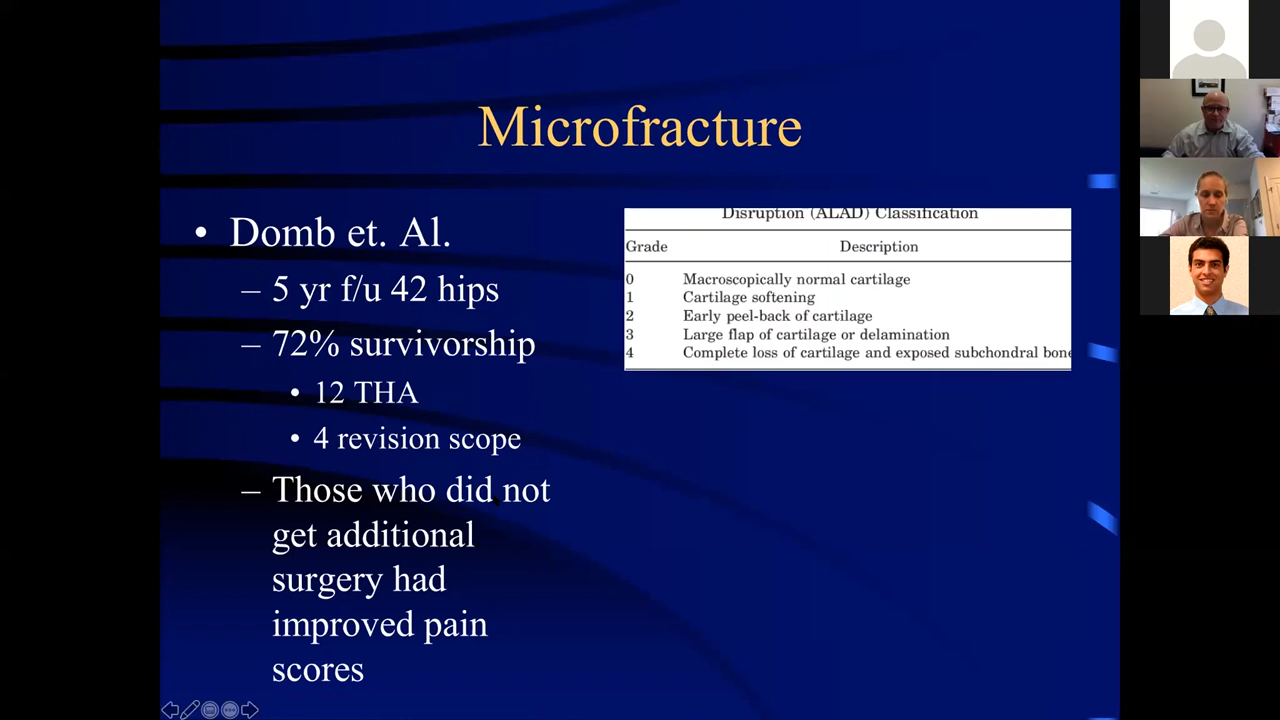 Microfracture
• Domb et. Al.
– 5 yr f/u 42 hips
– 72% survivorship
• 12 THA
• 4 revision scope
– Those who did not
get additional
surgery had
improved pain
scores
Disruption (ALAD) Classification
Grade Description
0 Macroscopically normal cartilage
1 Cartilage softening
2 Early peel-back of cartilage
3 Large flap of cartilage or delamination
4 Complete loss of cartilage and exposed subchondral bone